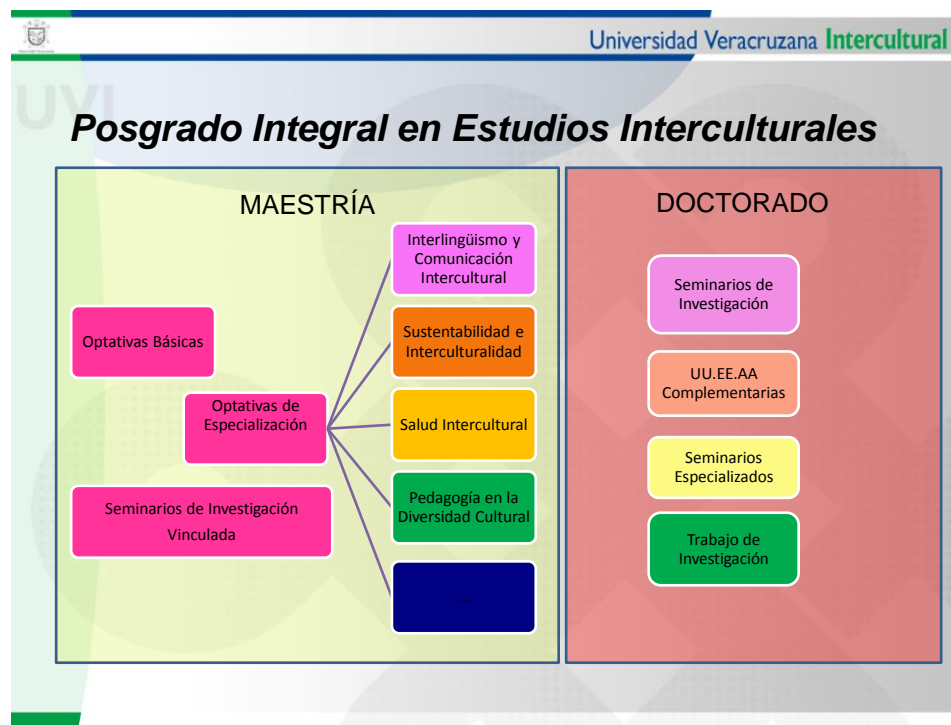 Universidad Veracruzana Intercultural
UVI
Posgrado Integral en Estudios Interculturales
MAESTRÍA
Optativas Básicas
Optativas de
Especialización
Seminarios de Investigación
Vinculada
Interlingüismo y
Comunicación
Intercultural
Sustentabilidad e
Interculturalidad
Salud Intercultural
Pedagogía en la
Diversidad Cultural
...
DOCTORADO
Seminarios de
Investigación
UU.EE.AA
Complementarias
Seminarios
Especializados
Trabajo de
Investigación